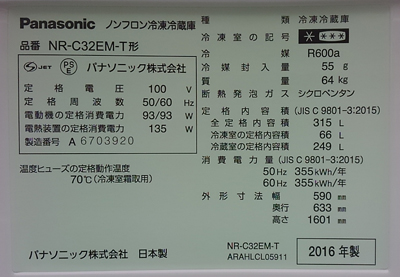 Panasonic ノンフロン冷凍冷蔵庫
品番 NR-C32EM-T形
S JET PSE パナソニック株式会社
定格電圧 100 V
定格周波数 50/60 Hz
電動機の定格消費電力 93/93 W
電熱装置の定格消費電力 135 W
製造番号 A 6703920
温度ヒューズの定格動作温度
70℃(冷凍室霜取用)
パナソニック株式会社 日本製
種類 冷凍冷蔵庫
冷凍室の記号
冷媒 R600a
冷媒封入量 55 g
質量 64 kg
断熱発泡ガス シクロペンタン
定格内容積 (JIS C 9801-3:2015)
全定格内容積 315 L
冷凍室の定格内容積 66 L
冷蔵室の定格内容積 249 L
消費電力量 (JIS C 9801-3:2015)
50Hz 355 kWh/年
60Hz 355 kWh/年
外形寸法 幅 590 mm
奥行 633 mm
高さ 1601 mm
NR-C32EM-T
ARAHLCL05911
2016 年製